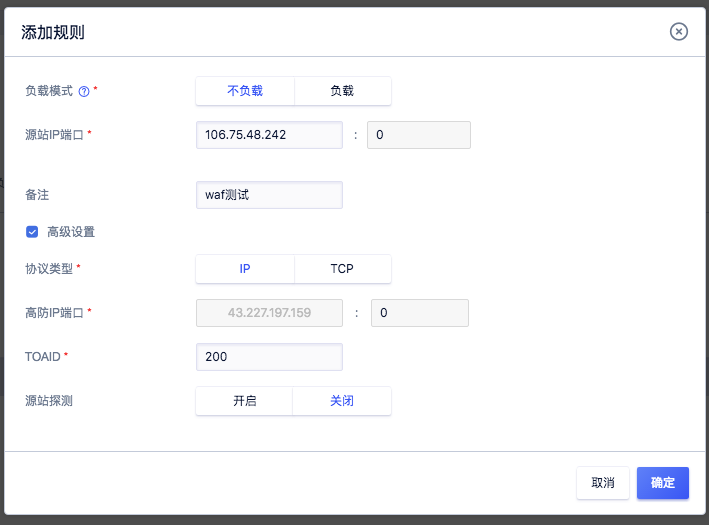 添加规则
负载模式 * 不负载 负载
源站IP端口 * 106.75.48.242 : 0
备注 waf测试
高级设置
协议类型 * IP TCP
高防IP端口 * 43.227.197.159 : 0
TOAID * 200
源站探测 开启 关闭
取消 确定